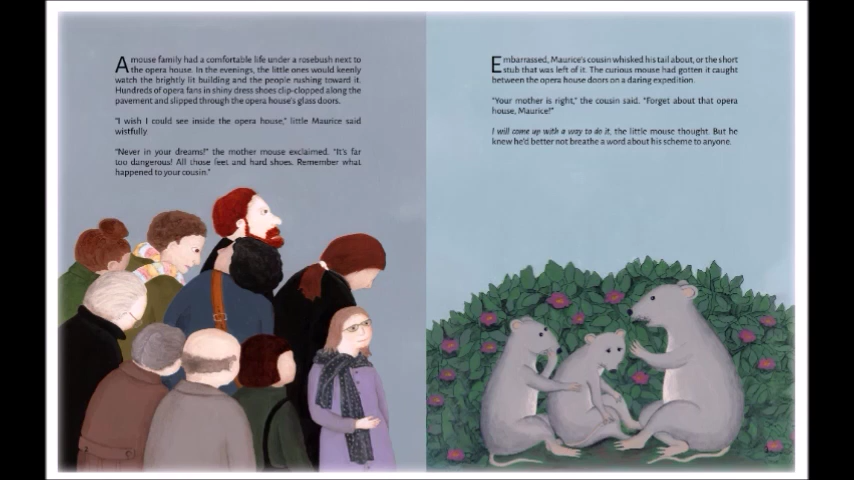 A mouse family had a comfortable life under a rosebush next to
the opera house. In the evenings, the little ones would keenly
watch the brightly lit building and the people rushing toward it.
Hundreds of opera fans in shiny dress shoes clip-clopped along the
pavement and slipped through the opera house's glass doors.
"I wish I could see inside the opera house," little Maurice said
wistfully.
"Never in your dreams!" the mother mouse exclaimed. "It's far
too dangerous! All those feet and hard shoes. Remember what
happened to your cousin."
Embarrassed, Maurice's cousin whisked his tail about, or the short
stub that was left of it. The curious mouse had gotten it caught
between the opera house doors on a daring expedition.
"Your mother is right," the cousin said. "Forget about that opera
house, Maurice!"
I will come up with a way to do it, the little mouse thought. But he
knew he'd better not breathe a word about his scheme to anyone.